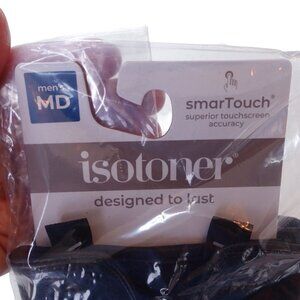 men's
MD
smarTouch®
superior touchscreen
accuracy
isotoner®
designed to last